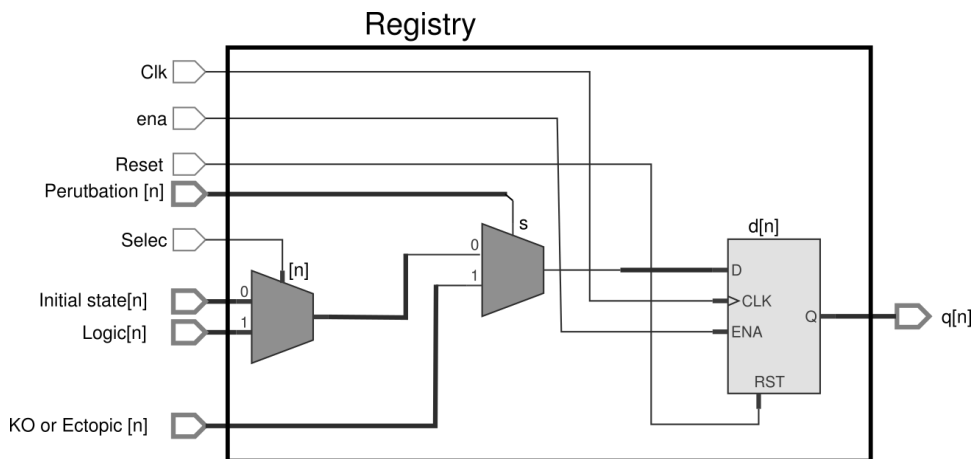 Registry
Clk
ena
Reset
Perutbation [n]
Selec
s
d[n]
[n]
0
1
0
1
Initial state[n]
Logic[n]
D
CLK
ENA
Q
RST
q[n]
KO or Ectopic [n]